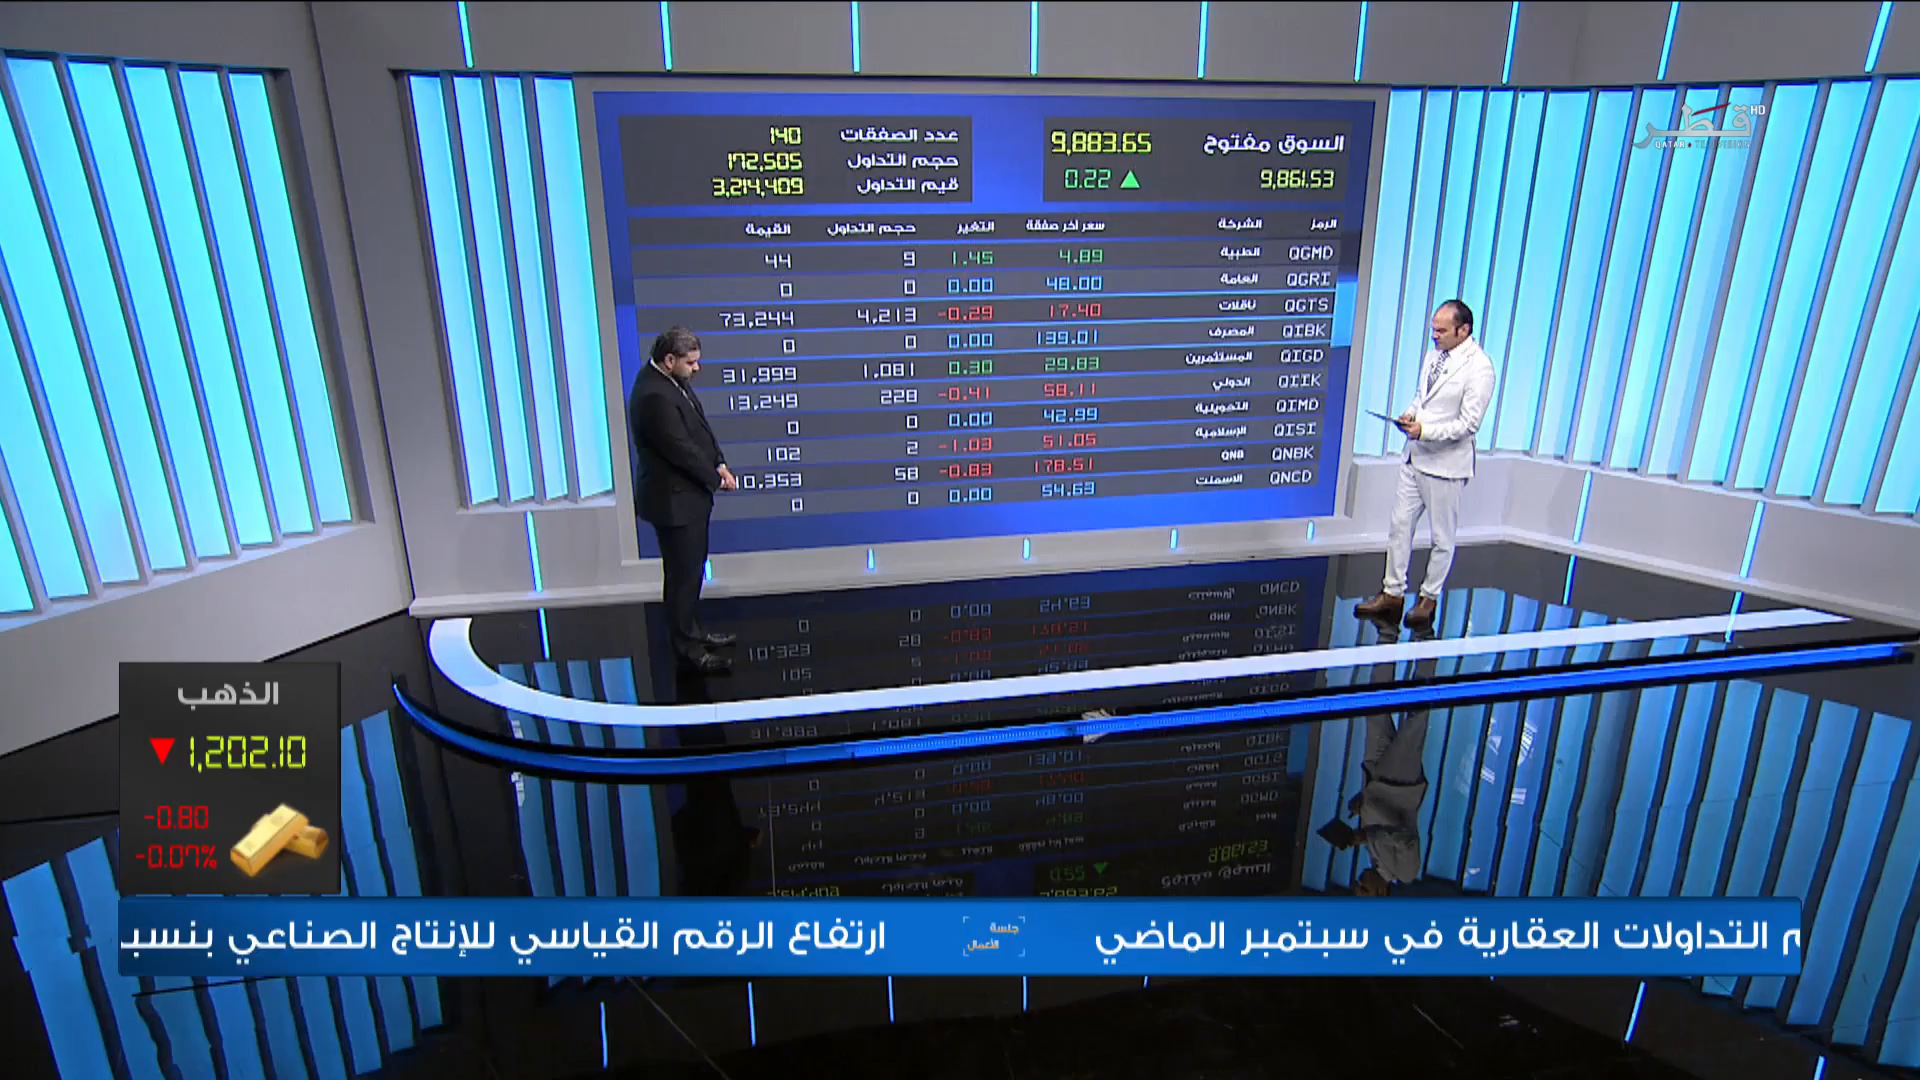 قطر HD
QATAR TELEVISION
السوق مفتوح 9,883.65
9,861.53 ▲ 0.22
عدد الصفقات 140
حجم التداول 172,505
قيم التداول 3,214,409
الرمز الشركة سعر آخر صفقة التغير حجم التداول القيمة
QGMD الطبية 4.89 1.45 9 44
QGRI العامة 48.00 0.00 0 0
QGTS ناقلات 17.40 -0.29 4,213 73,244
QIBK المصرف 139.01 0.00 0 0
QIGD المستثمرين 29.83 0.30 1,081 31,999
QIIK الدولي 58.11 -0.41 228 13,249
QIMD التحويلية 42.99 0.00 0 0
QISI الإسلامية 51.05 -1.03 2 102
QNBK QNB 178.51 -0.83 58 10,353
QNCD الاسمنت 54.69 0.00 0 0
الذهب
▼ 1,202.10
-0.80
-0.07%
م التداولات العقارية في سبتمبر الماضي جلسة الأعمال ارتفاع الرقم القياسي للإنتاج الصناعي بنسب